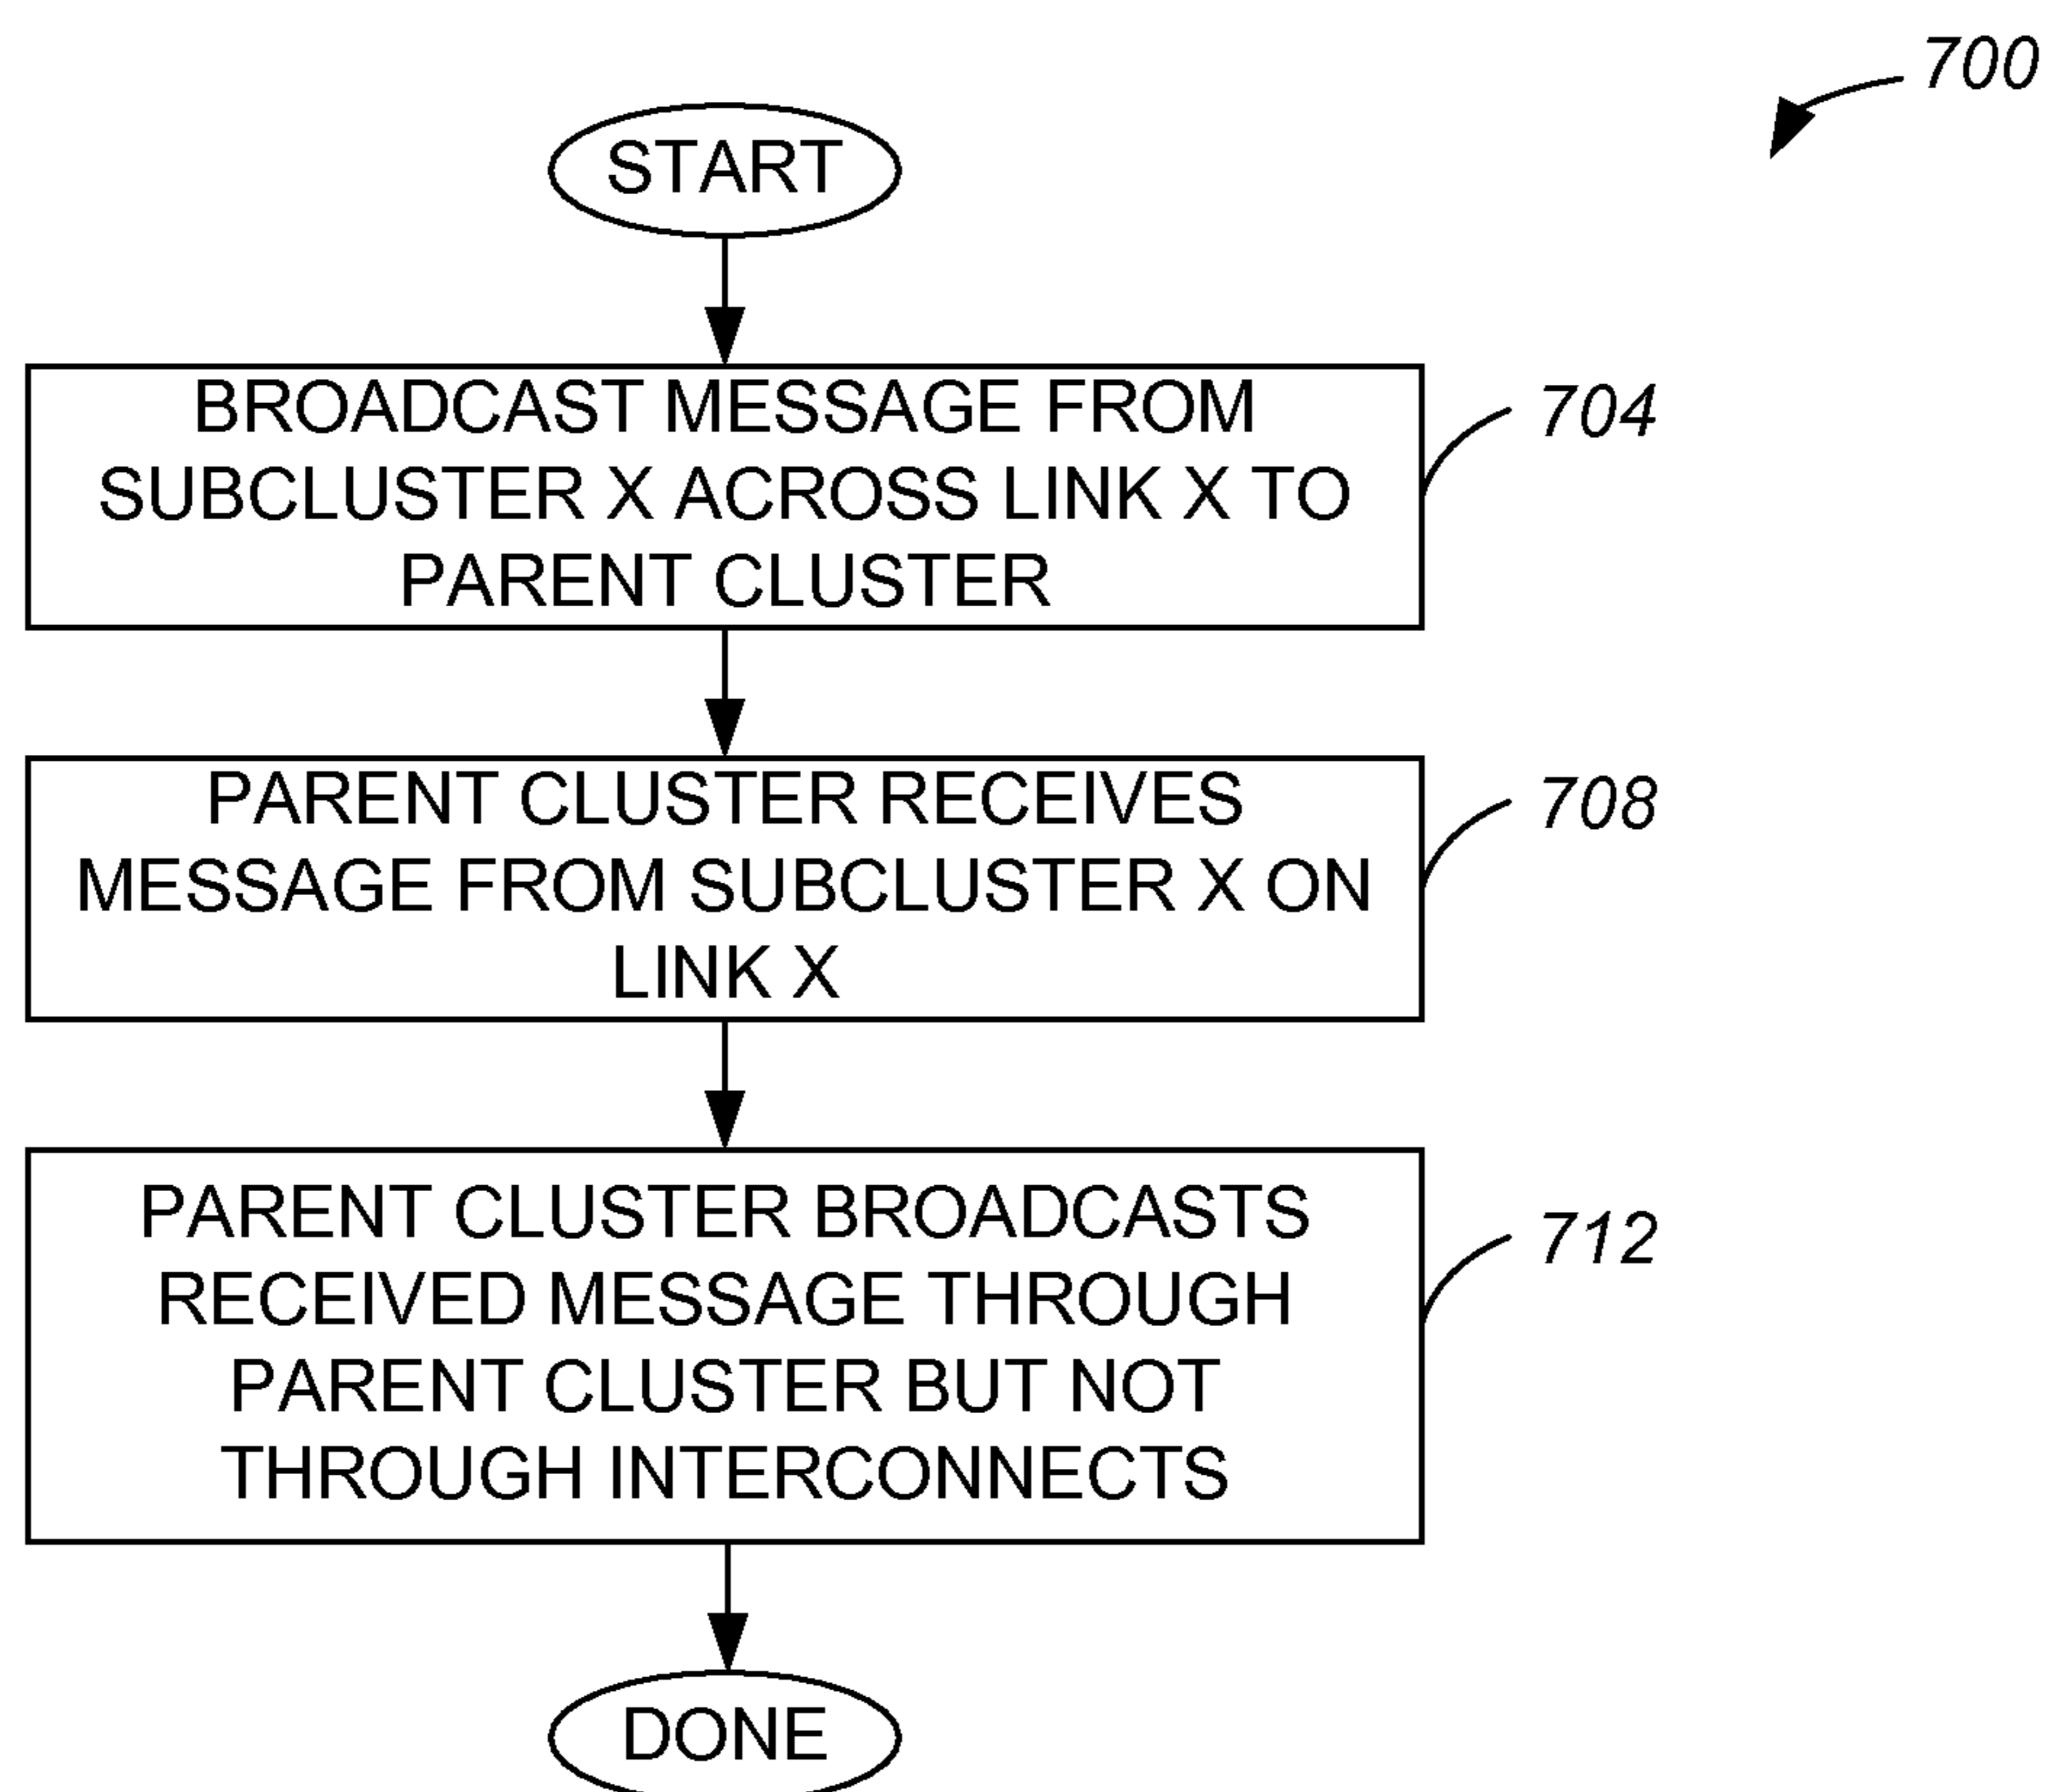 700
START
BROADCAST MESSAGE FROM
SUBCLUSTER X ACROSS LINK X TO
PARENT CLUSTER
704
PARENT CLUSTER RECEIVES
MESSAGE FROM SUBCLUSTER X ON
LINK X
708
PARENT CLUSTER BROADCASTS
RECEIVED MESSAGE THROUGH
PARENT CLUSTER BUT NOT
THROUGH INTERCONNECTS
712
DONE